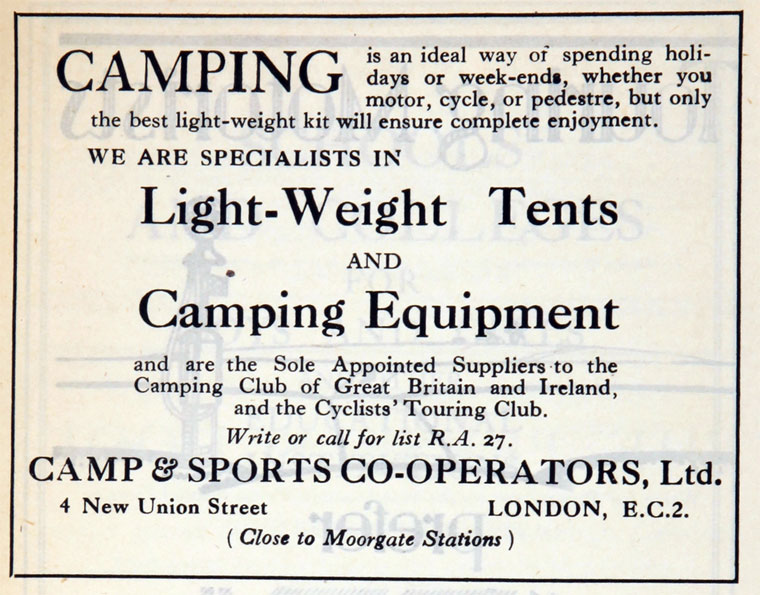 CAMPING is an ideal way of spending holi-
days or week-ends, whether you
motor, cycle, or pedestre, but only
the best light-weight kit will ensure complete enjoyment.
WE ARE SPECIALISTS IN
Light-Weight Tents
AND
Camping Equipment
and are the Sole Appointed Suppliers to the
Camping Club of Great Britain and Ireland,
and the Cyclists' Touring Club.
Write or call for list R.A. 27.
CAMP & SPORTS CO-OPERATORS, Ltd.
4 New Union Street LONDON, E.C.2.
(Close to Moorgate Stations)